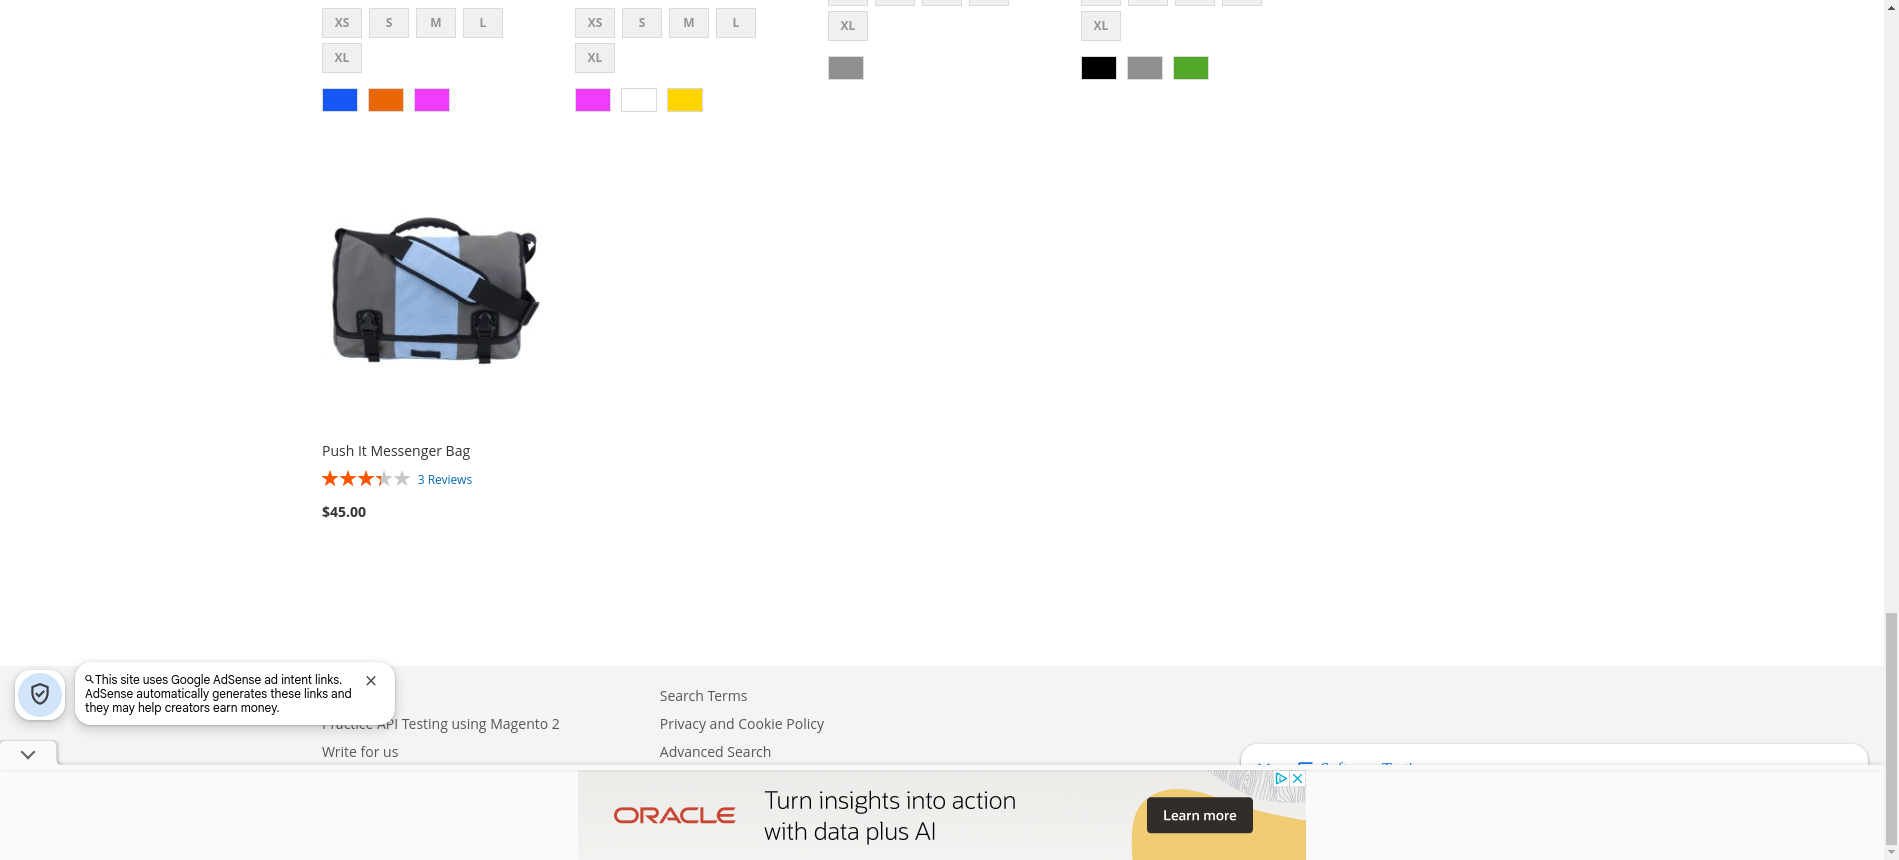 XS S M L
XL
XS S M L
XL
XL
XL
Push It Messenger Bag
3 Reviews
$45.00
This site uses Google AdSense ad intent links.
AdSense automatically generates these links and
they may help creators earn money.
Practice API Testing using Magento 2
Write for us
Search Terms
Privacy and Cookie Policy
Advanced Search
ORACLE
Turn insights into action
with data plus AI
Learn more